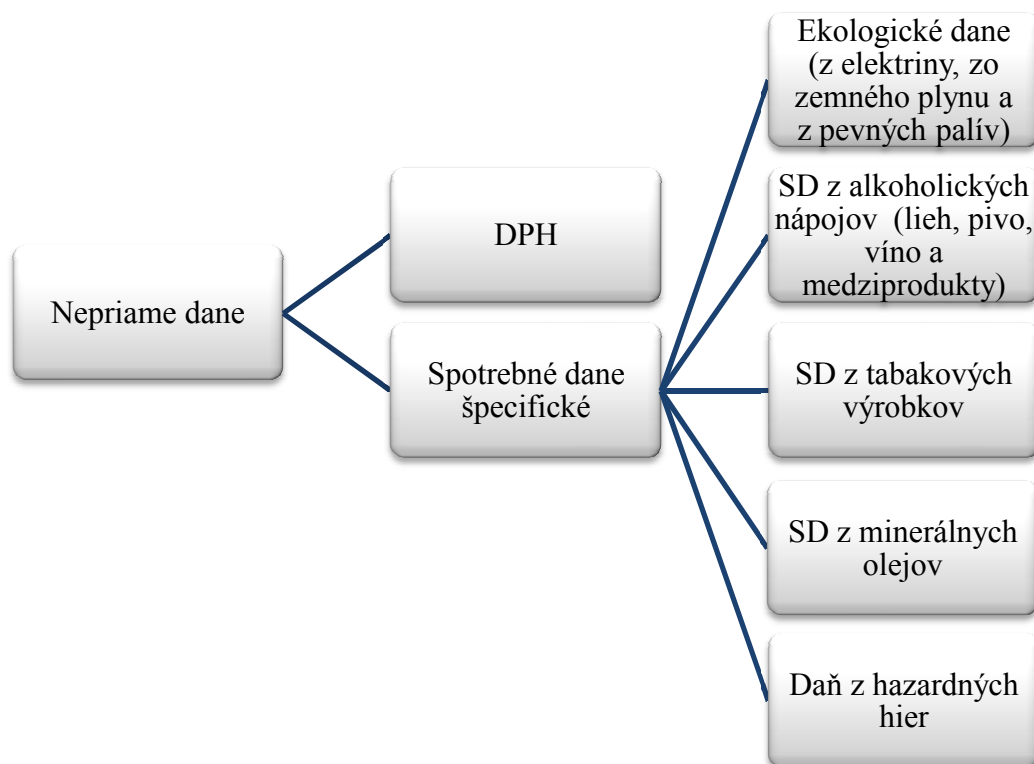 Nepriame dane
DPH
Spotrebné dane
špecifické
Ekologické dane
(z elektriny, zo
zemného plynu a
z pevných palív)
SD z alkoholických
nápojov (lieh, pivo,
víno a
medziprodukty)
SD z tabakových
výrobkov
SD z minerálnych
olejov
Daň z hazardných
hier